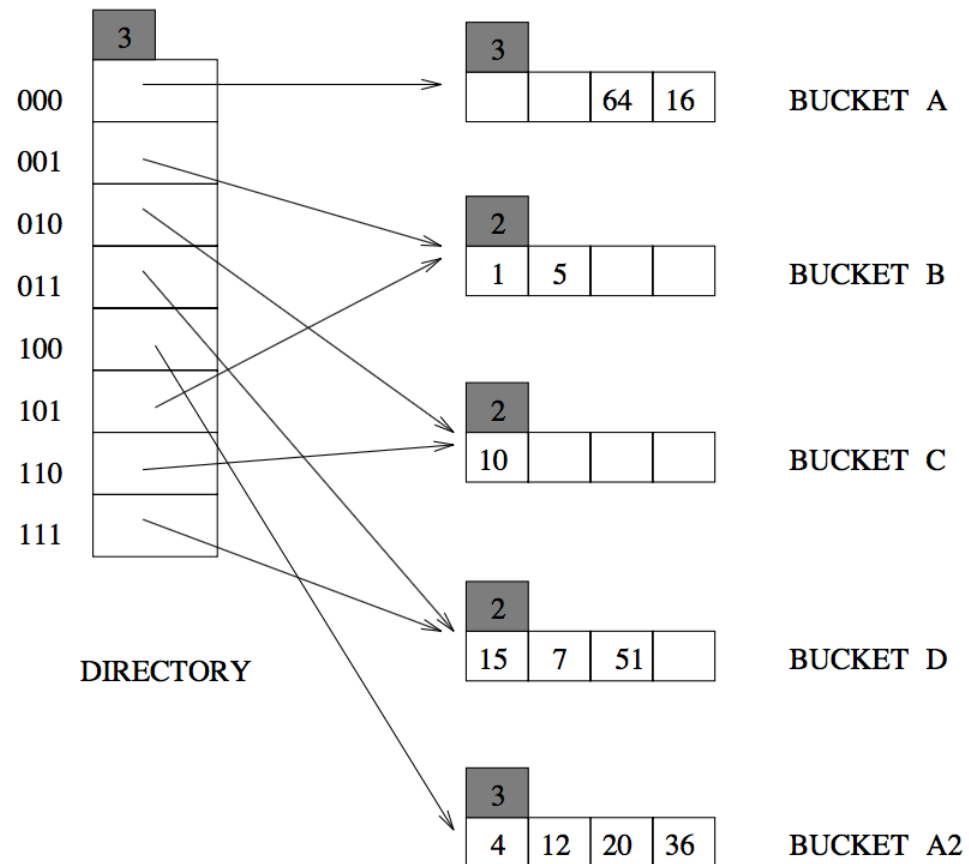 3
000
001
010
011
100
101
110
111
DIRECTORY
3
64 16 BUCKET A
2
1 5 BUCKET B
2
10 BUCKET C
2
15 7 51 BUCKET D
3
4 12 20 36 BUCKET A2